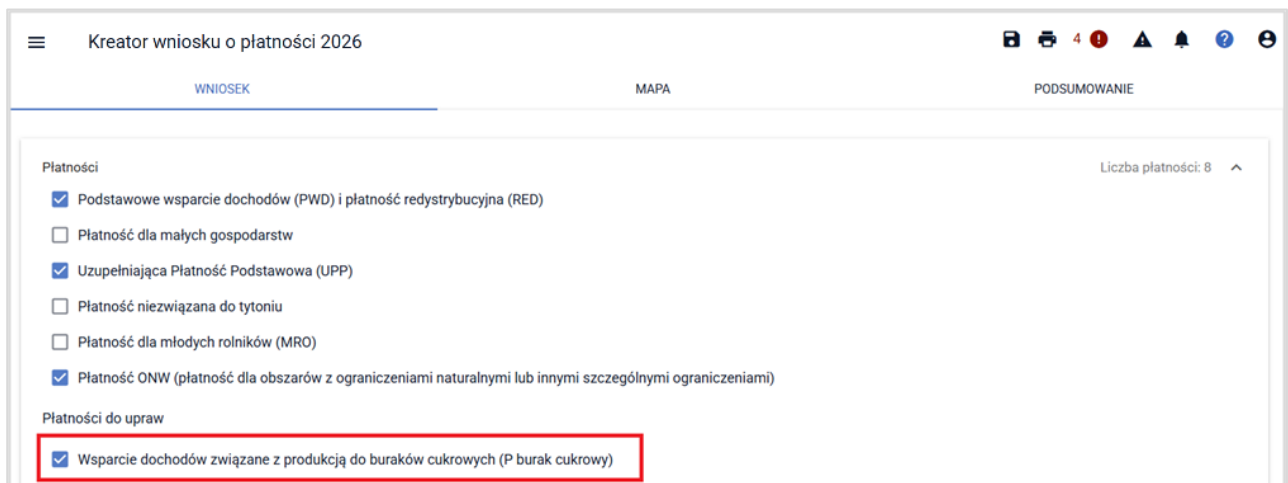 Kreator wniosku o płatności 2026
4
WNIOSEK
MAPA
PODSUMOWANIE
Płatności
Liczba płatności: 8
Podstawowe wsparcie dochodów (PWD) i płatność redystrybucyjna (RED)
Płatność dla małych gospodarstw
Uzupełniająca Płatność Podstawowa (UPP)
Płatność niezwiązana do tytoniu
Płatność dla młodych rolników (MRO)
Płatność ONW (płatność dla obszarów z ograniczeniami naturalnymi lub innymi szczególnymi ograniczeniami)
Płatności do upraw
Wsparcie dochodów związane z produkcją do buraków cukrowych (P burak cukrowy)